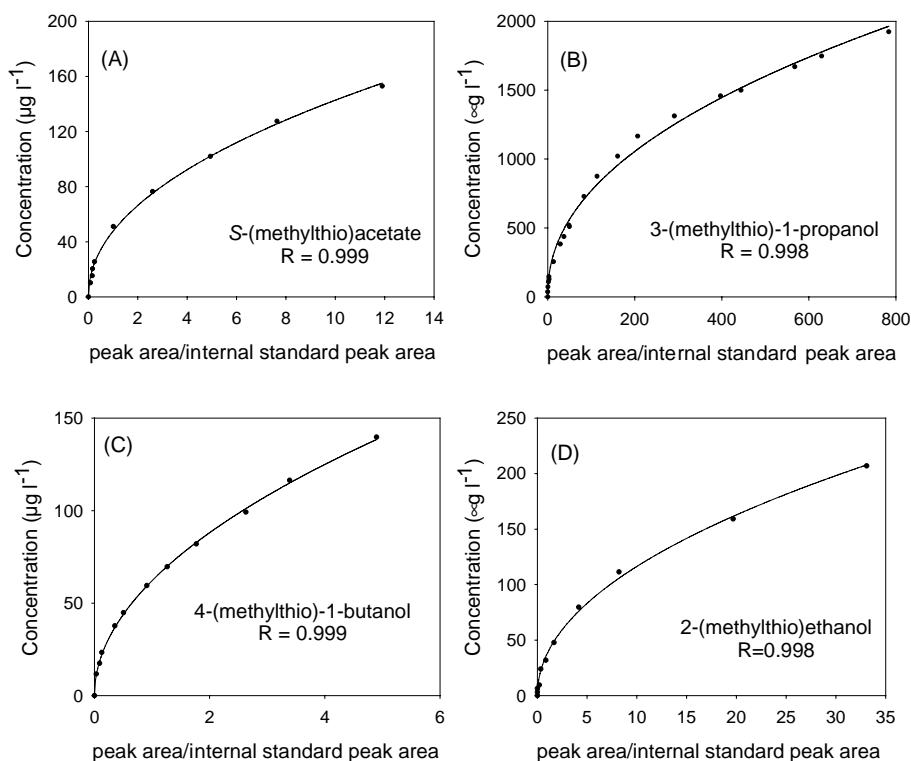 (A)
200
160
120
80
40
0
Concentration (µg l⁻¹)
S-(methylthio)acetate
R = 0.999
0 2 4 6 8 10 12 14
peak area/internal standard peak area
(B)
2000
1500
1000
500
0
Concentration (∝g l⁻¹)
3-(methylthio)-1-propanol
R = 0.998
0 200 400 600 800
peak area/internal standard peak area
(C)
150
100
50
0
Concentration (µg l⁻¹)
4-(methylthio)-1-butanol
R = 0.999
0 2 4 6
peak area/internal standard peak area
(D)
250
200
150
100
50
0
Concentration (∝g l⁻¹)
2-(methylthio)ethanol
R=0.998
0 5 10 15 20 25 30 35
peak area/internal standard peak area